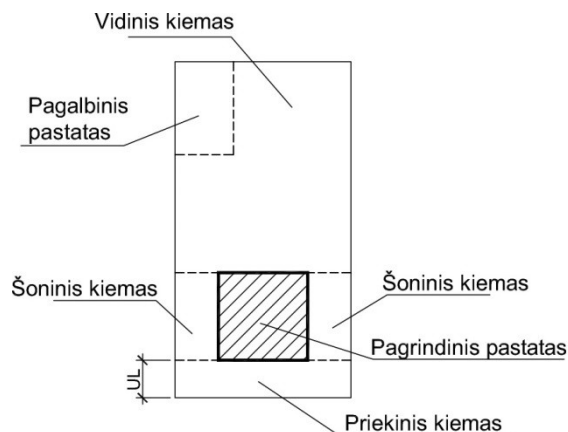 Vidinis kiemas
Pagalbinis
pastatas
Šoninis kiemas
Šoninis kiemas
Pagrindinis pastatas
UL
Priekinis kiemas